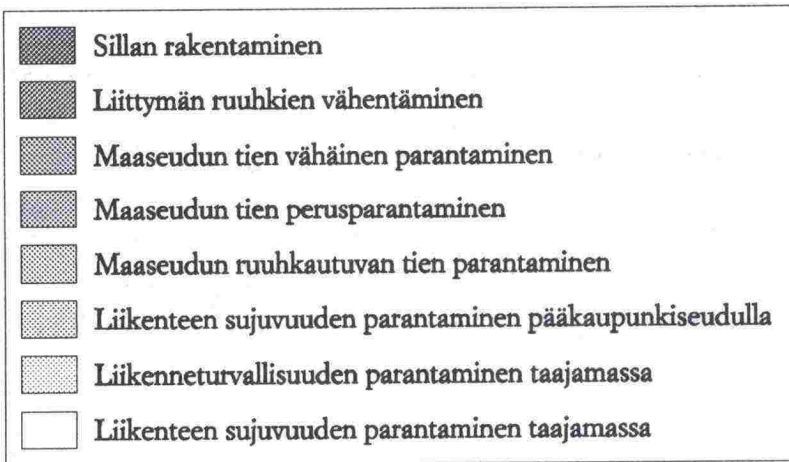 Sillan rakentaminen
Liittymän ruuhkien vähentäminen
Maaseudun tien vähäinen parantaminen
Maaseudun tien perusparantaminen
Maaseudun ruuhkautuvan tien parantaminen
Liikenteen sujuvuuden parantaminen pääkaupunkiseudulla
Liikenneturvallisuuden parantaminen taajamassa
Liikenteen sujuvuuden parantaminen taajamassa